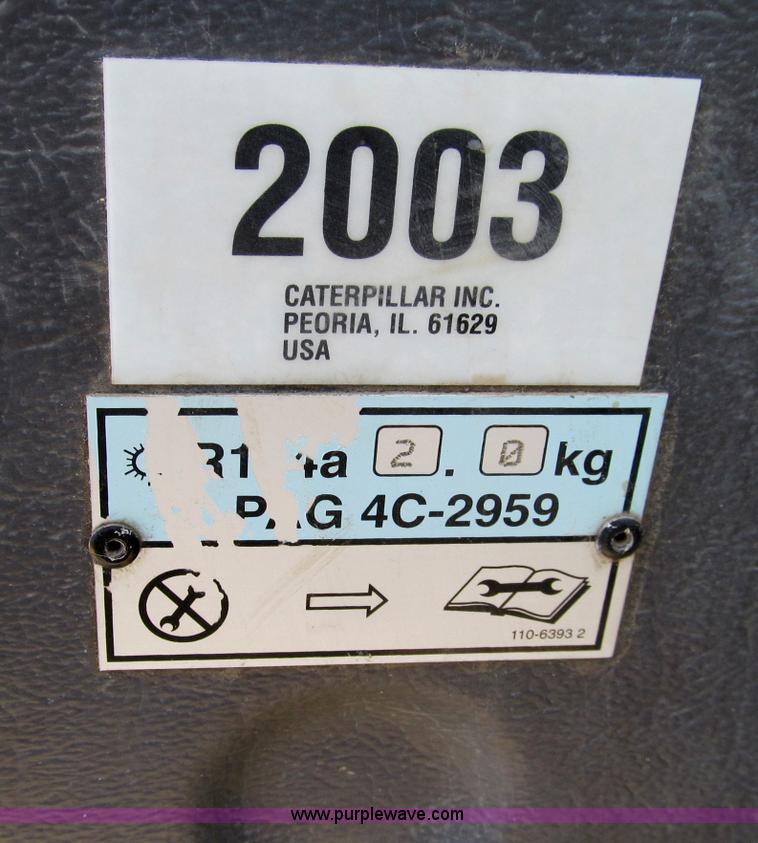 2003
CATERPILLAR INC.
PEORIA, IL. 61629
USA
2.0 kg
PAG 4C-2959
110-6393 2
www.purplewave.com